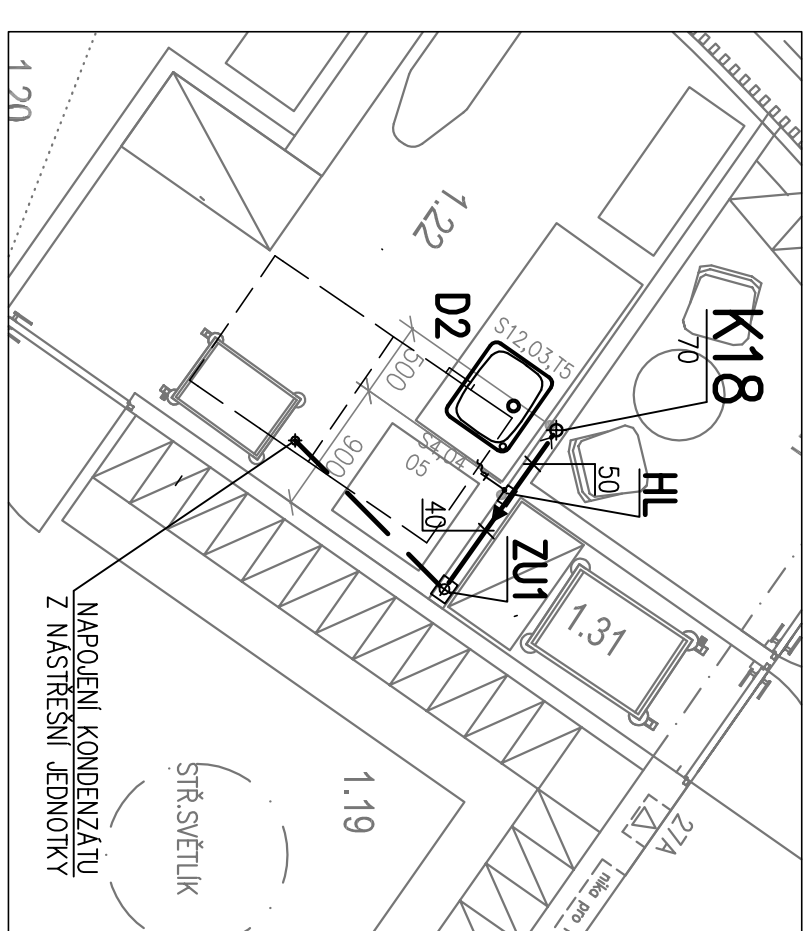 1.20
1.22
D2
S12,03,T5
K18
70
500
900
S4,04
05
50
HL
40
ZU1
1.31
NAPOJENÍ KONDENZÁTU
Z NÁSTŘEŠNÍ JEDNOTKY
STŘ.SVĚTLÍK
1.19
27A
nika pro